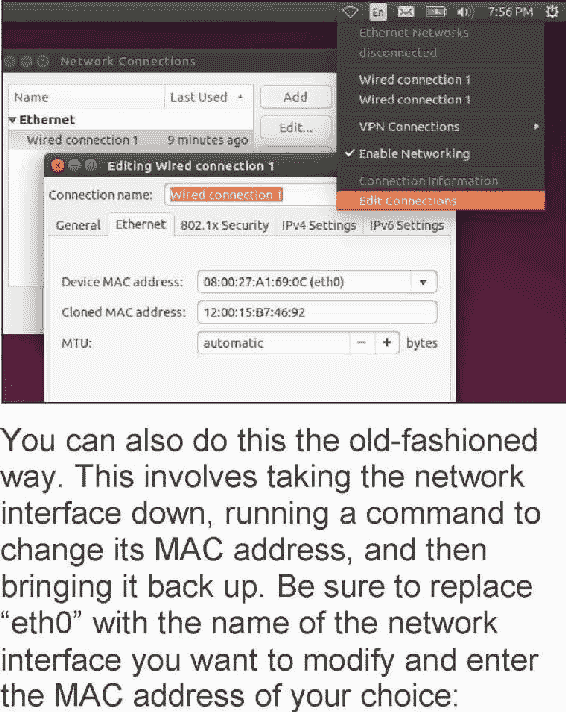 En 7:56 PM
Ethernet Networks
disconnected
Network Connections
Wired connection 1
Name Last Used Add
Wired connection 1
Ethernet
Edit...
VPN Connections
Wired connection 1 9 minutes ago
Enable Networking
Editing Wired connection 1
Connection Information
Connection name: Wired connection 1
Edit Connections
General Ethernet 802.1x Security IPv4 Settings IPv6 Settings
Device MAC address: 08:00:27:A1:69:0C (eth0)
Cloned MAC address: 12:00:15:B7:46:92
MTU: automatic − + bytes
You can also do this the old-fashioned
way. This involves taking the network
interface down, running a command to
change its MAC address, and then
bringing it back up. Be sure to replace
“eth0” with the name of the network
interface you want to modify and enter
the MAC address of your choice: